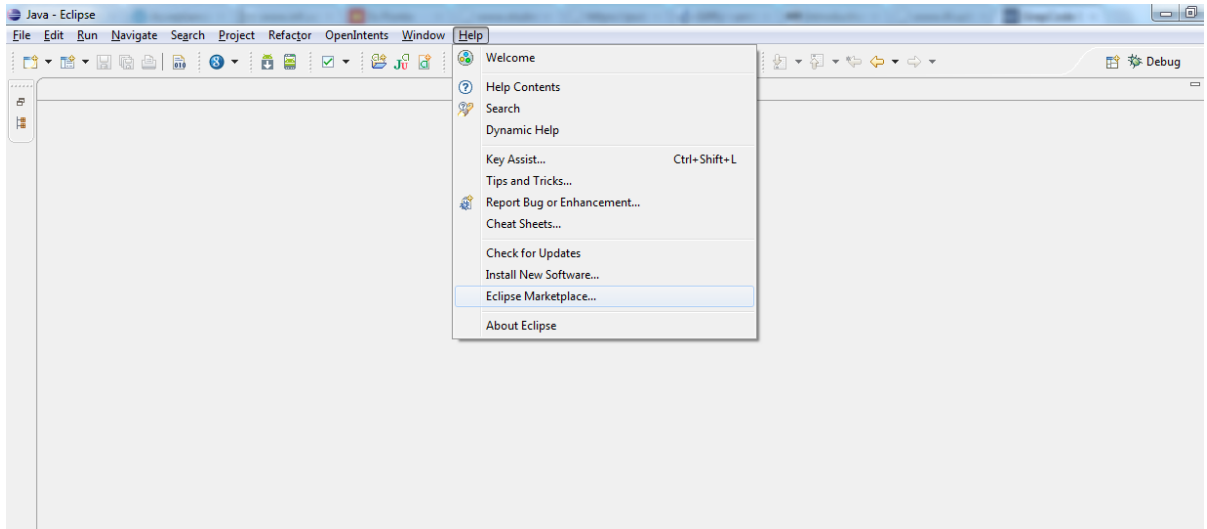 Java - Eclipse
File Edit Run Navigate Search Project Refactor OpenIntents Window Help
Debug
Welcome
Help Contents
Search
Dynamic Help
Key Assist... Ctrl+Shift+L
Tips and Tricks...
Report Bug or Enhancement...
Cheat Sheets...
Check for Updates
Install New Software...
Eclipse Marketplace...
About Eclipse